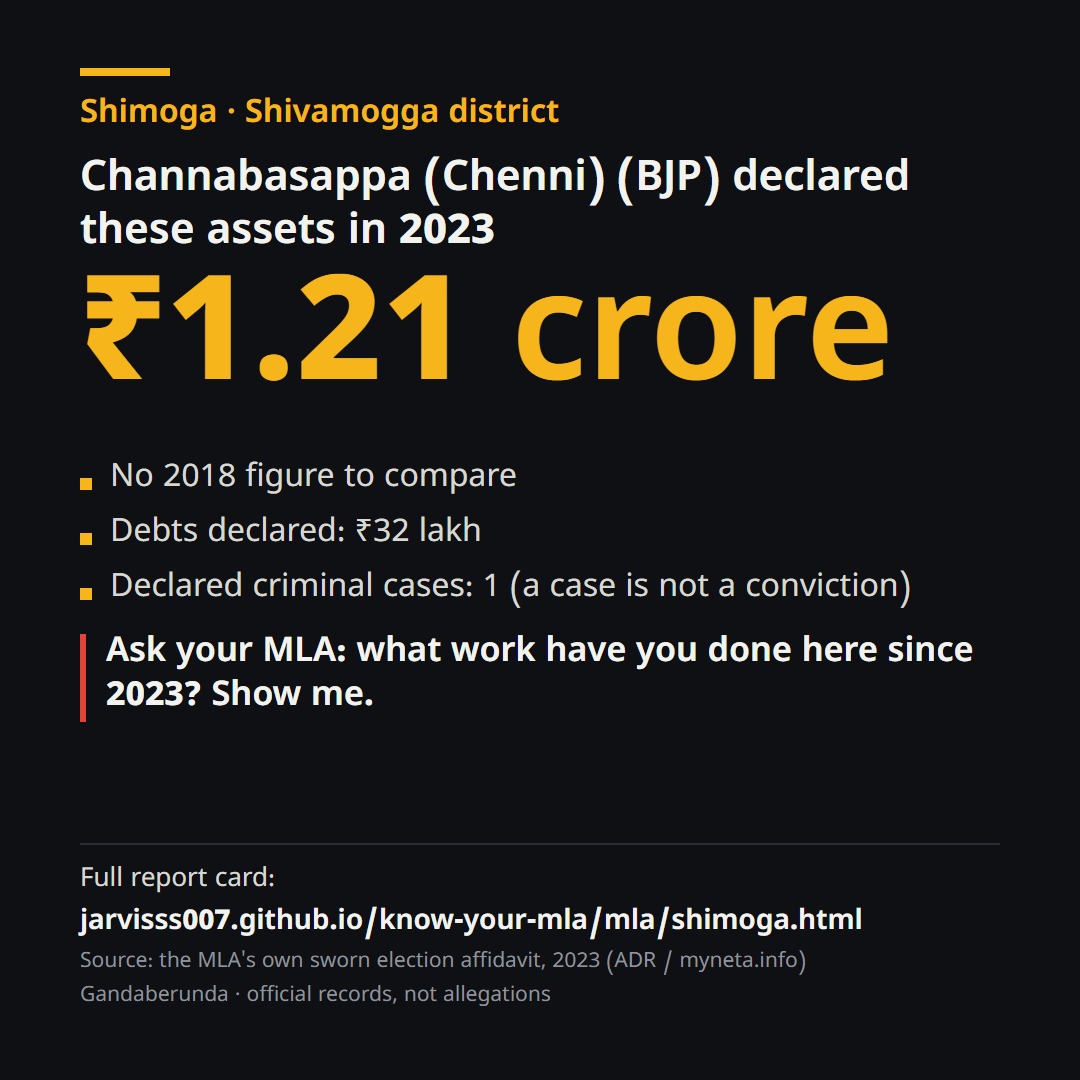 Shimoga · Shivamogga district
Channabasappa (Chenni) (BJP) declared
these assets in 2023
₹1.21 crore
No 2018 figure to compare
Debts declared: ₹32 lakh
Declared criminal cases: 1 (a case is not a conviction)
Ask your MLA: what work have you done here since
2023? Show me.
Full report card:
jarvisss007.github.io/know-your-mla/mla/shimoga.html
Source: the MLA's own sworn election affidavit, 2023 (ADR / myneta.info)
Gandaberunda · official records, not allegations